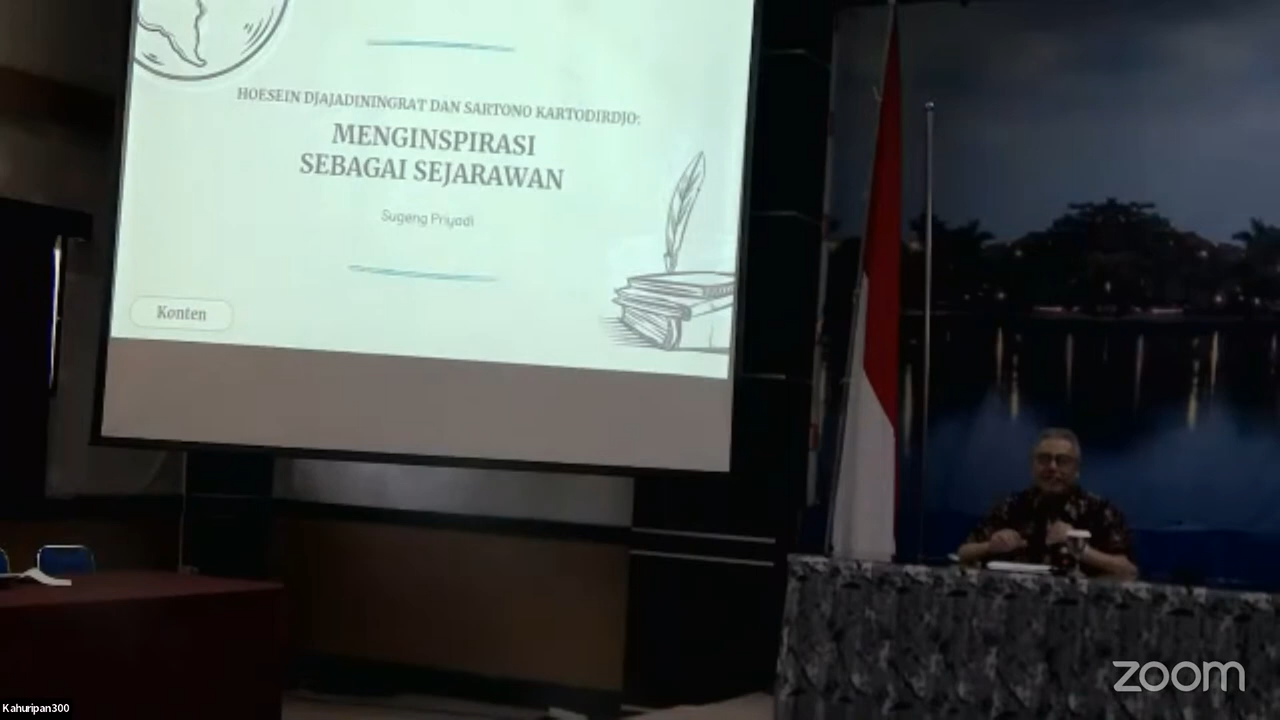 HOESEIN DJAJADININGRAT DAN SARTONO KARTODIRDJO:
MENGINSPIRASI
SEBAGAI SEJARAWAN
Sugeng Priyadi
Konten
zoom
Kahuripan300